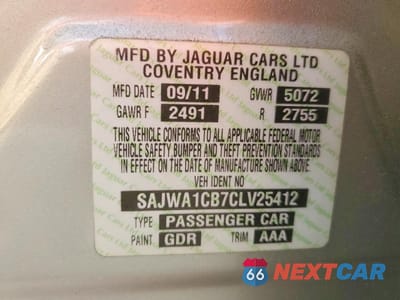 MFD BY JAGUAR CARS LTD
COVENTRY ENGLAND
MFD DATE 09/11 GVWR 5072
GAWR F 2491 R 2755
THIS VEHICLE CONFORMS TO ALL APPLICABLE FEDERAL MOTOR
VEHICLE SAFETY, BUMPER AND THEFT PREVENTION STANDARDS
IN EFFECT ON THE DATE OF MANUFACTURE SHOWN ABOVE.
VEH CERT LABEL
SAJWA1CB7CLV25412
TYPE PASSENGER CAR
PAINT GDR TRIM AAA
66 NEXTCAR